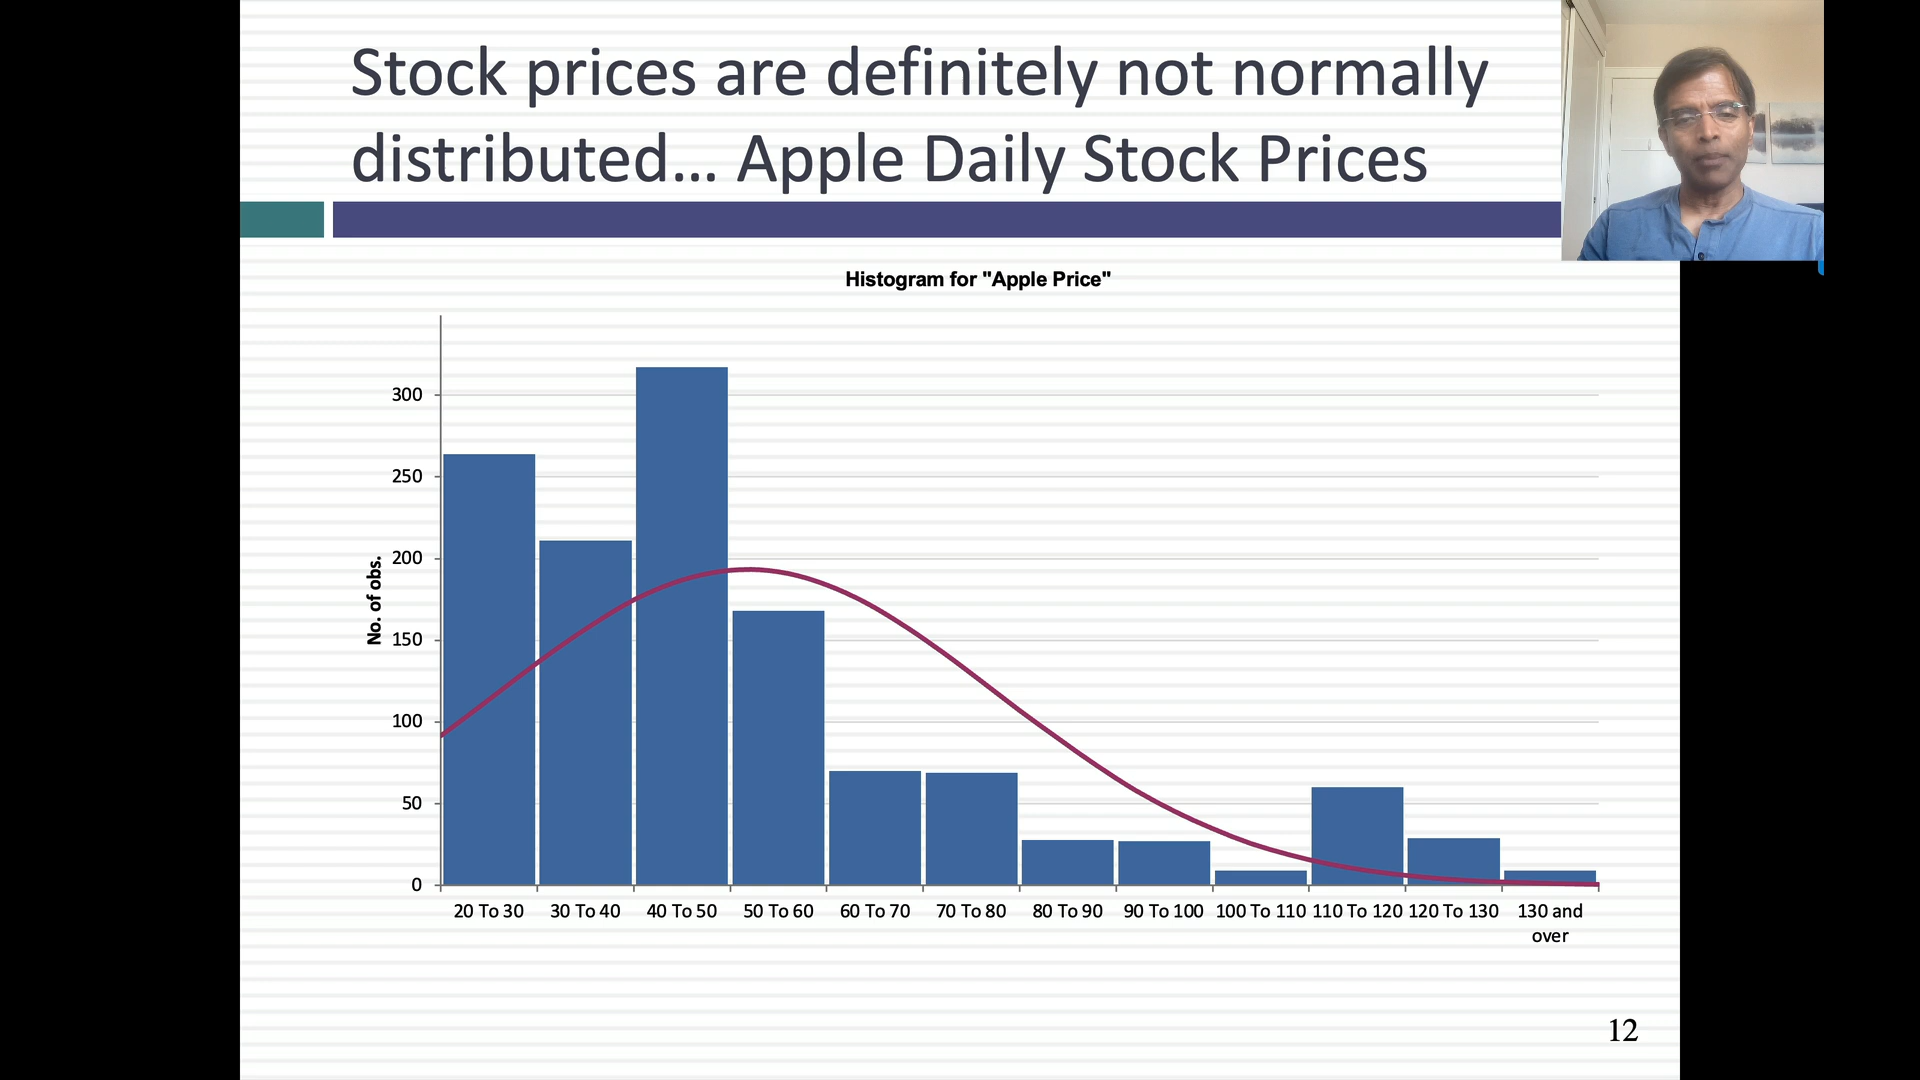 Stock prices are definitely not normally
distributed… Apple Daily Stock Prices
Histogram for "Apple Price"
No. of obs.
300
250
200
150
100
50
0
20 To 30 30 To 40 40 To 50 50 To 60 60 To 70 70 To 80 80 To 90 90 To 100 100 To 110 110 To 120 120 To 130 130 and
over
12